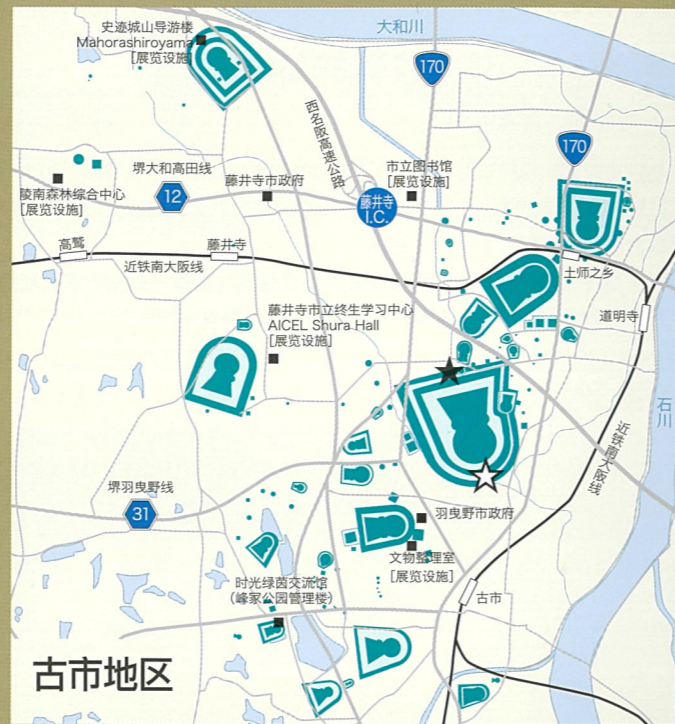 史迹城山导游楼
Mahorashiroyama
[展览设施]
大和川
170
西名阪高速公路
170
堺大和高田线
12
陵南森林综合中心
[展览设施]
藤井寺市政府
市立图书馆
[展览设施]
藤井寺
I.C.
高鹫
藤井寺
近铁南大阪线
土师之乡
道明寺
藤井寺市立终生学习中心
AICEL Shura Hall
[展览设施]
石川
近铁南大阪线
堺羽曳野线
31
羽曳野市政府
文物整理室
[展览设施]
时光绿茵交流馆
（峰冢公园管理楼）
古市
古市地区